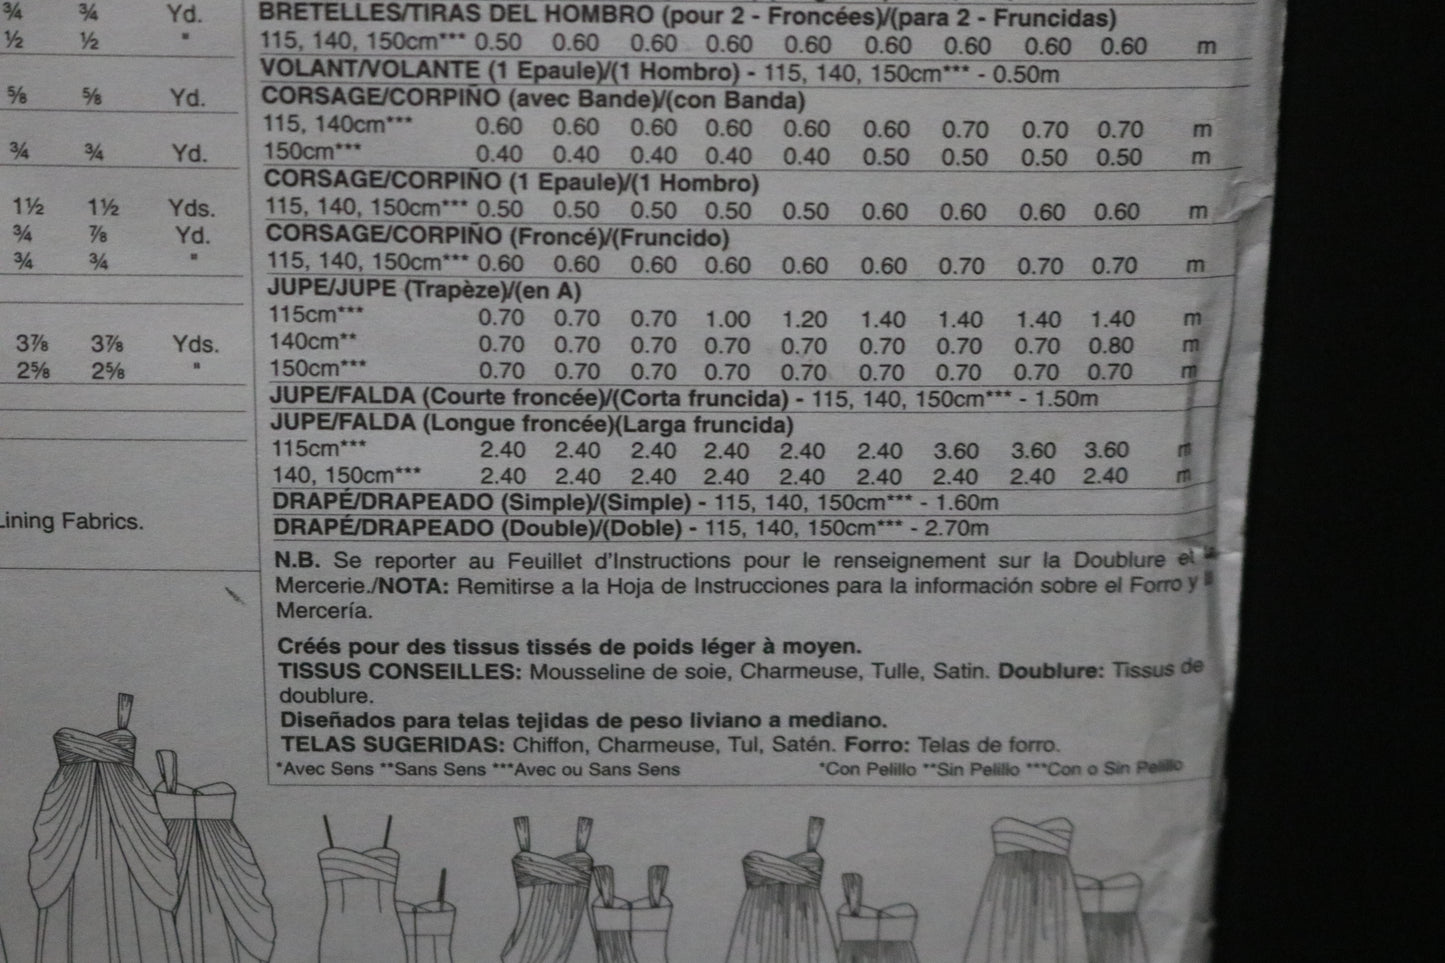 ¾ ¾ Yd.
½ ½ "
⅝ ⅝ Yd.
¾ ¾ Yd.
1½ 1½ Yds.
¾ ⅞ Yd.
¾ ¾ "
3⅞ 3⅞ Yds.
2⅝ 2⅝ "
Lining Fabrics.
BRETELLES/TIRAS DEL HOMBRO (pour 2 - Froncées)/(para 2 - Fruncidas)
115, 140, 150cm*** 0.50 0.60 0.60 0.60 0.60 0.60 0.60 0.60 0.60 m
VOLANT/VOLANTE (1 Epaule)/(1 Hombro) - 115, 140, 150cm*** - 0.50m
CORSAGE/CORPIÑO (avec Bande)/(con Banda)
115, 140cm*** 0.60 0.60 0.60 0.60 0.60 0.60 0.70 0.70 0.70 m
150cm*** 0.40 0.40 0.40 0.40 0.40 0.50 0.50 0.50 0.50 m
CORSAGE/CORPIÑO (1 Epaule)/(1 Hombro)
115, 140, 150cm*** 0.50 0.50 0.50 0.50 0.50 0.60 0.60 0.60 0.60 m
CORSAGE/CORPIÑO (Froncé)/(Fruncido)
115, 140, 150cm*** 0.60 0.60 0.60 0.60 0.60 0.60 0.70 0.70 0.70 m
JUPE/JUPE (Trapèze)/(en A)
115cm*** 0.70 0.70 0.70 1.00 1.20 1.40 1.40 1.40 1.40 m
140cm** 0.70 0.70 0.70 0.70 0.70 0.70 0.70 0.70 0.80 m
150cm*** 0.70 0.70 0.70 0.70 0.70 0.70 0.70 0.70 0.70 m
JUPE/FALDA (Courte froncée)/(Corta fruncida) - 115, 140, 150cm*** - 1.50m
JUPE/FALDA (Longue froncée)(Larga fruncida)
115cm*** 2.40 2.40 2.40 2.40 2.40 2.40 3.60 3.60 3.60 m
140, 150cm*** 2.40 2.40 2.40 2.40 2.40 2.40 2.40 2.40 2.40 m
DRAPÉ/DRAPEADO (Simple)/(Simple) - 115, 140, 150cm*** - 1.60m
DRAPÉ/DRAPEADO (Double)/(Doble) - 115, 140, 150cm*** - 2.70m
N.B. Se reporter au Feuillet d'Instructions pour le renseignement sur la Doublure et la
Mercerie./NOTA: Remitirse a la Hoja de Instrucciones para la información sobre el Forro y la
Mercería.
Créés pour des tissus tissés de poids léger à moyen.
TISSUS CONSEILLES: Mousseline de soie, Charmeuse, Tulle, Satin. Doublure: Tissus de
doublure.
Diseñados para telas tejidas de peso liviano a mediano.
TELAS SUGERIDAS: Chiffon, Charmeuse, Tul, Satén. Forro: Telas de forro.
*Avec Sens **Sans Sens ***Avec ou Sans Sens *Con Pelillo **Sin Pelillo ***Con o Sin Pelillo